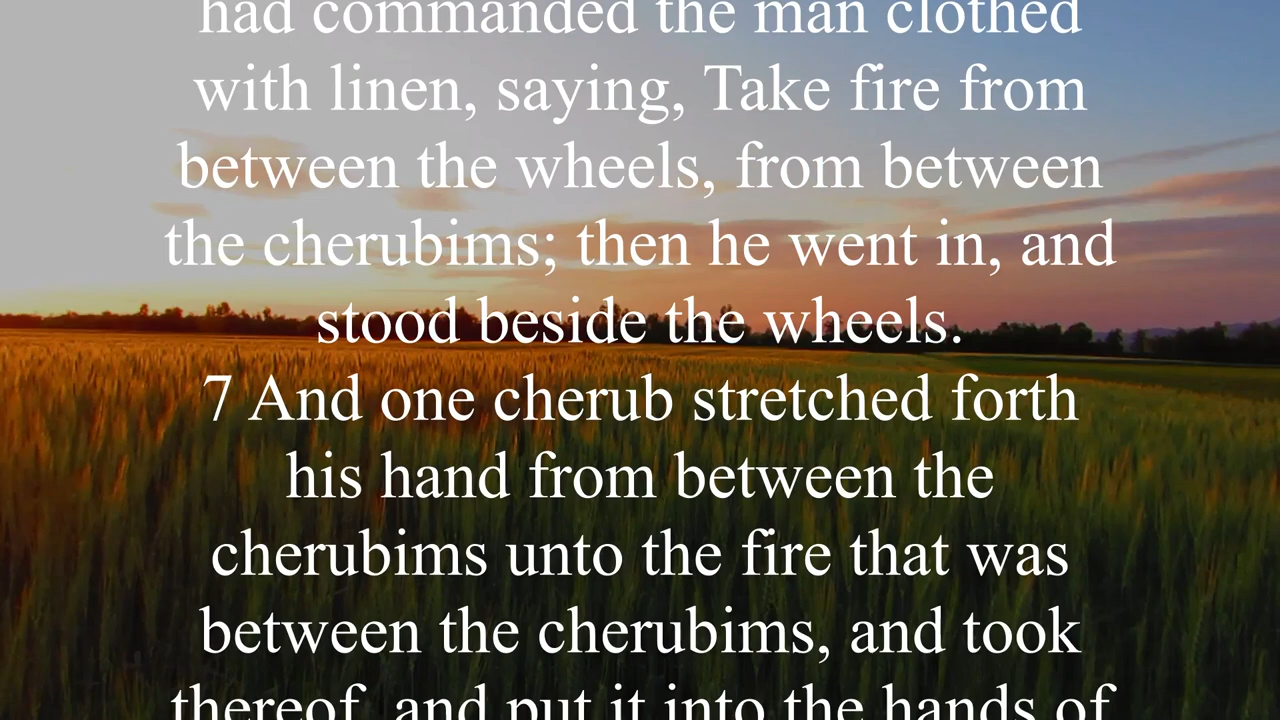 had commanded the man clothed
with linen, saying, Take fire from
between the wheels, from between
the cherubims; then he went in, and
stood beside the wheels.
7 And one cherub stretched forth
his hand from between the
cherubims unto the fire that was
between the cherubims, and took
thereof, and put it into the hands of